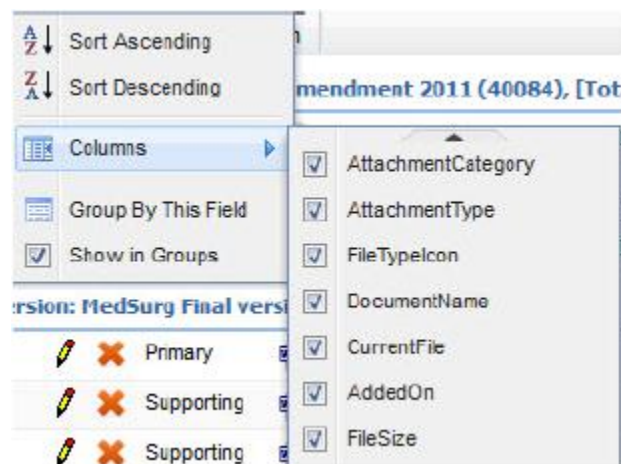 Sort Ascending
Sort Descending
mendment 2011 (40084), [Tot
Columns
AttachmentCategory
AttachmentType
FileTypeIcon
DocumentName
CurrentFile
AddedOn
FileSize
Group By This Field
Show in Groups
rsion: MedSurg Final versi
Primary
Supporting
Supporting